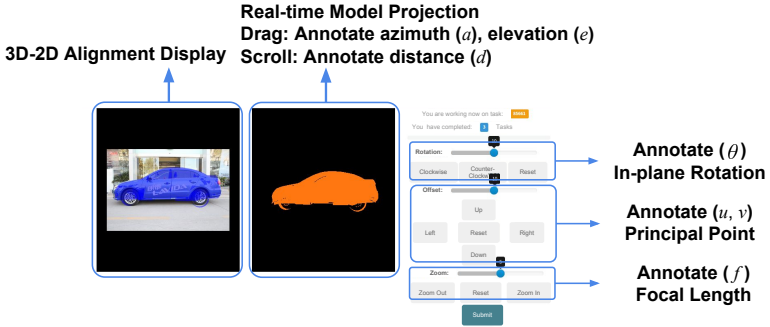 3D-2D Alignment Display
Real-time Model Projection
Drag: Annotate azimuth (a), elevation (e)
Scroll: Annotate distance (d)
You are working now on task:
You have completed: Tasks
Rotation:
Clockwise
Counter-
Clockwise
Reset
Offset:
Up
Left
Reset
Right
Down
Zoom:
Zoom Out
Reset
Zoom In
Submit
Annotate (θ)
In-plane Rotation
Annotate (u, v)
Principal Point
Annotate (f)
Focal Length